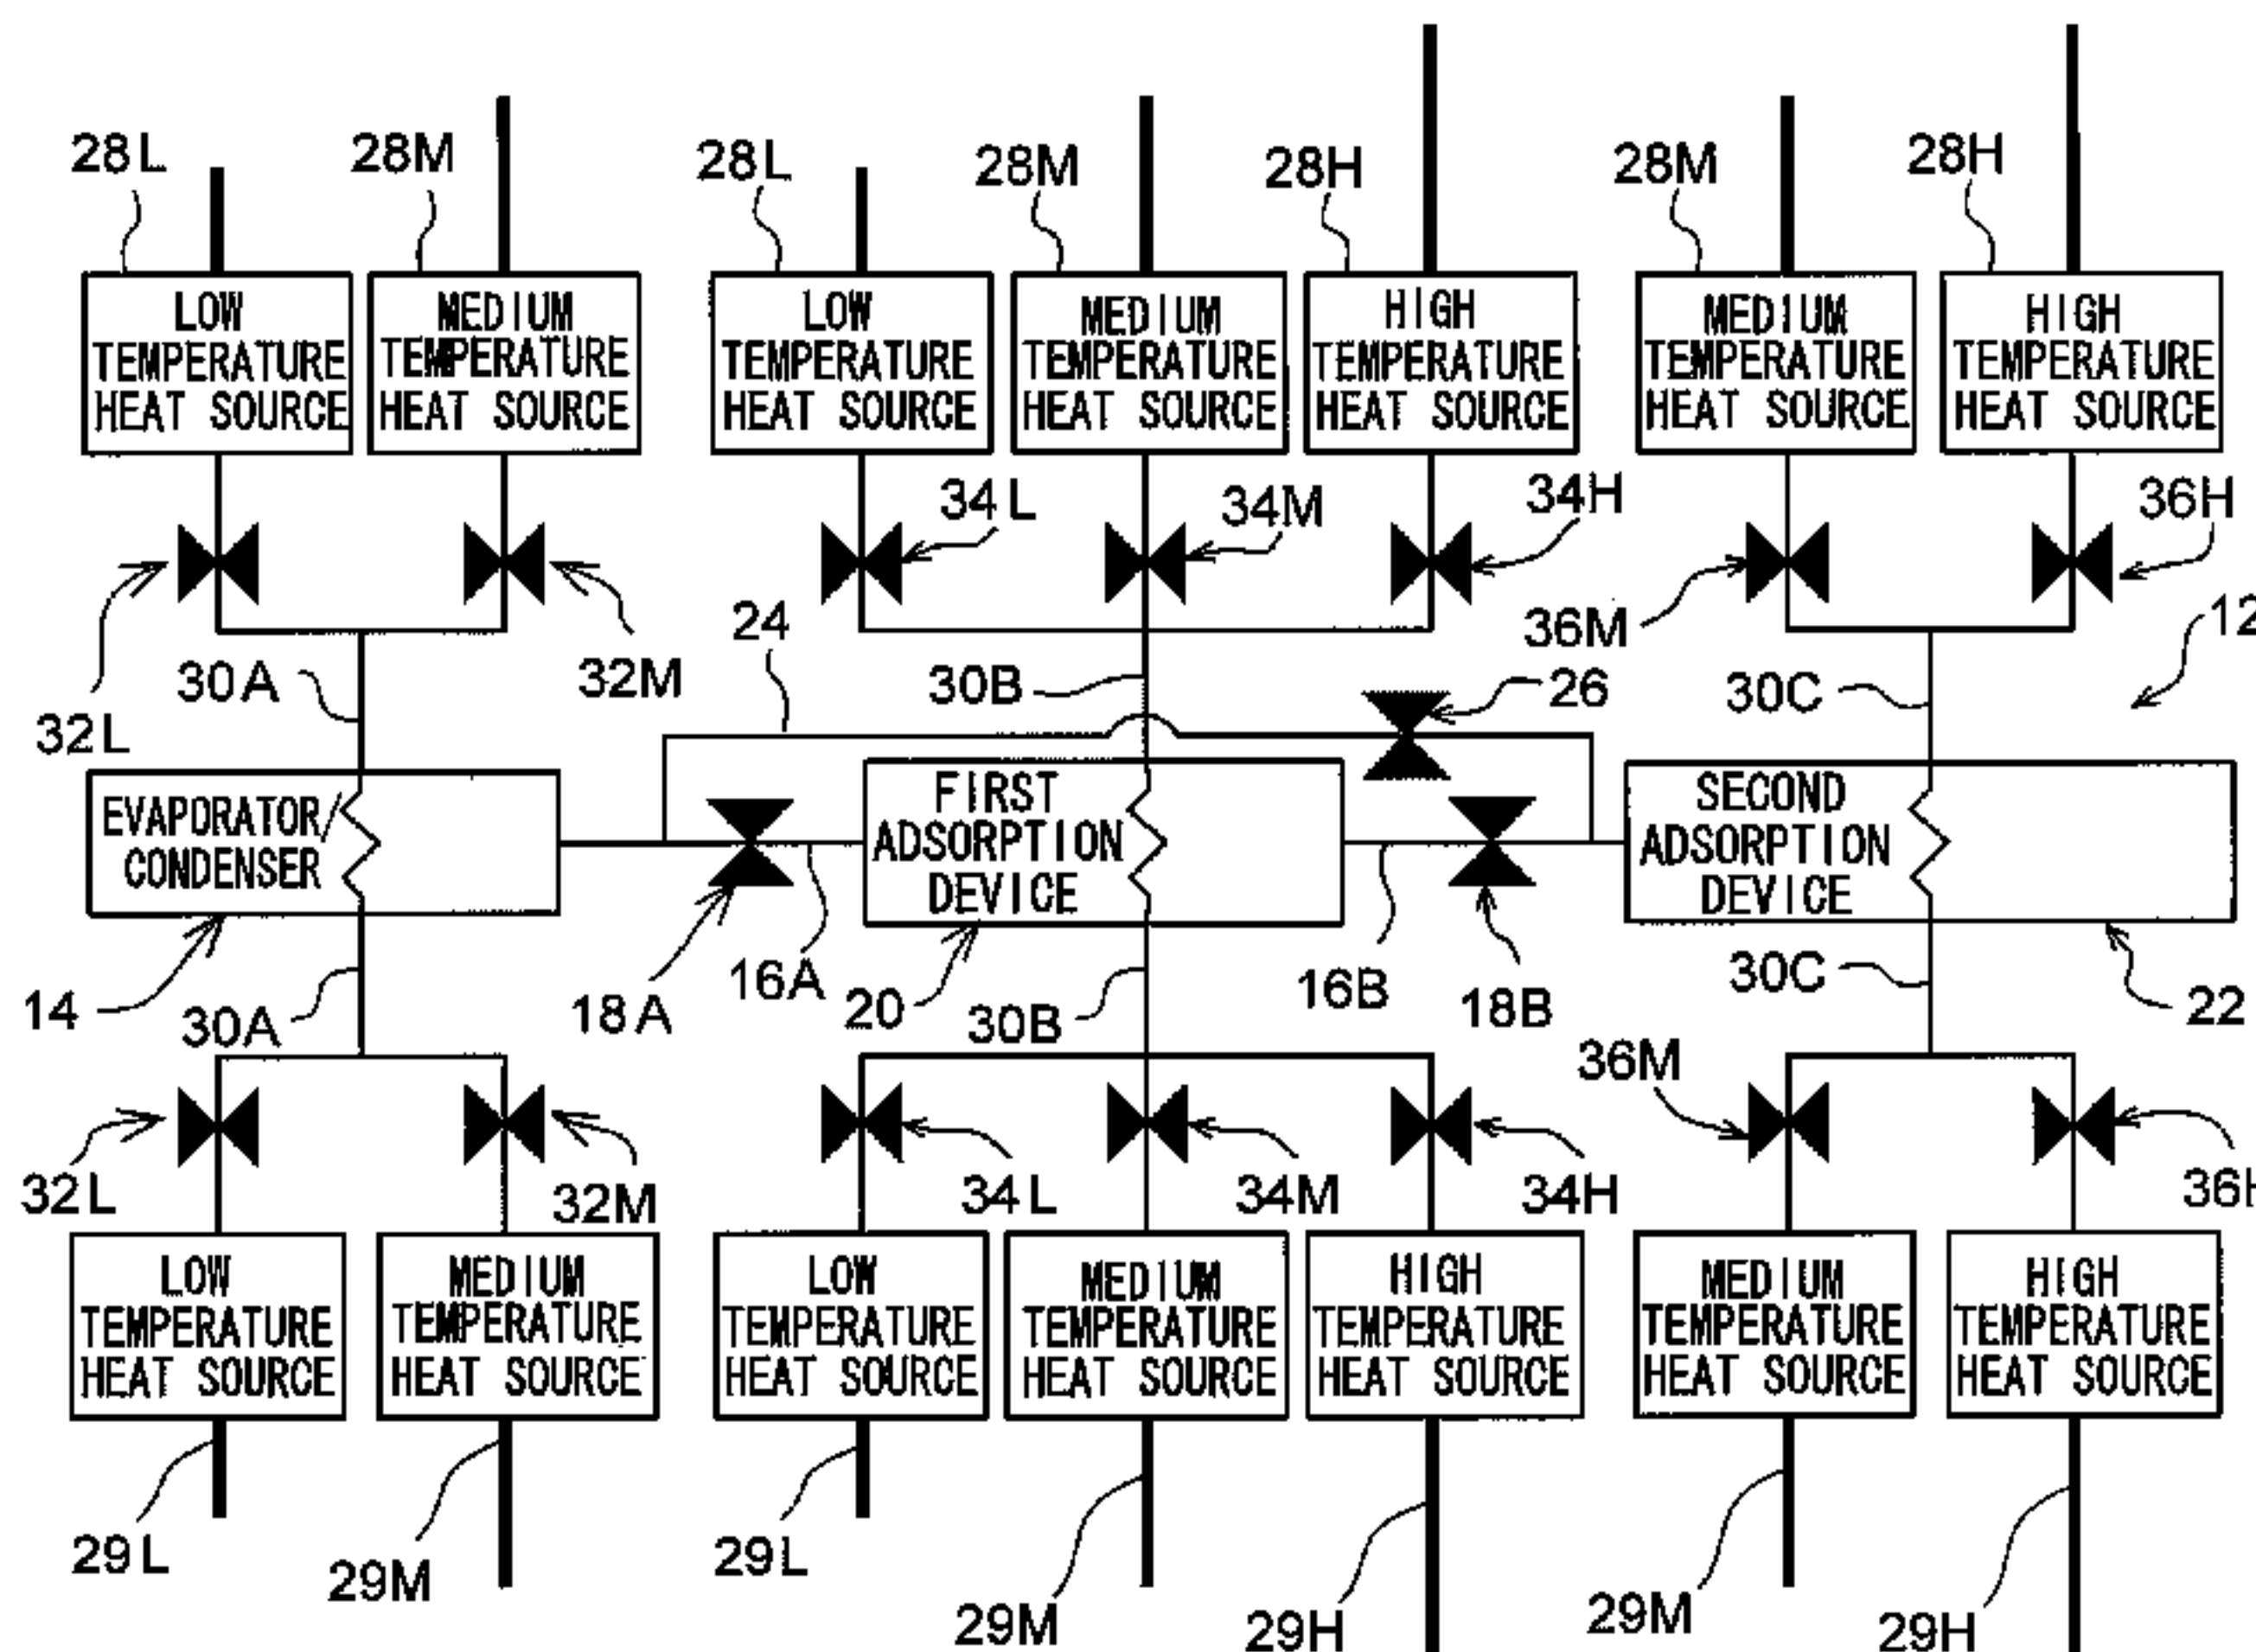 28L
28M
28L
28M
28H
28M
28H
LOW
TEMPERATURE
HEAT SOURCE
MEDIUM
TEMPERATURE
HEAT SOURCE
LOW
TEMPERATURE
HEAT SOURCE
MEDIUM
TEMPERATURE
HEAT SOURCE
HIGH
TEMPERATURE
HEAT SOURCE
MEDIUM
TEMPERATURE
HEAT SOURCE
HIGH
TEMPERATURE
HEAT SOURCE
34L
34M
34H
36H
32L
30A
32M
24
30B
26
36M
30C
12
EVAPORATOR/
CONDENSER
FIRST
ADSORPTION
DEVICE
SECOND
ADSORPTION
DEVICE
14
30A
18A
16A
20
30B
16B
18B
30C
22
36M
32L
32M
34L
34M
34H
36H
LOW
TEMPERATURE
HEAT SOURCE
MEDIUM
TEMPERATURE
HEAT SOURCE
LOW
TEMPERATURE
HEAT SOURCE
MEDIUM
TEMPERATURE
HEAT SOURCE
HIGH
TEMPERATURE
HEAT SOURCE
MEDIUM
TEMPERATURE
HEAT SOURCE
HIGH
TEMPERATURE
HEAT SOURCE
29L
29M
29L
29M
29H
29M
29H